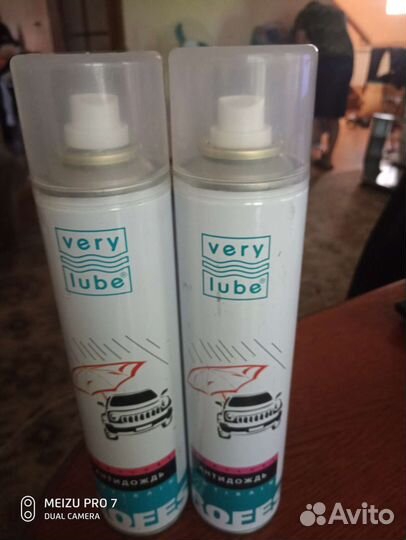 very
lube®
АНТИДОЖДЬ
very
lube®
АНТИДОЖДЬ
MEIZU PRO 7
DUAL CAMERA
Avito